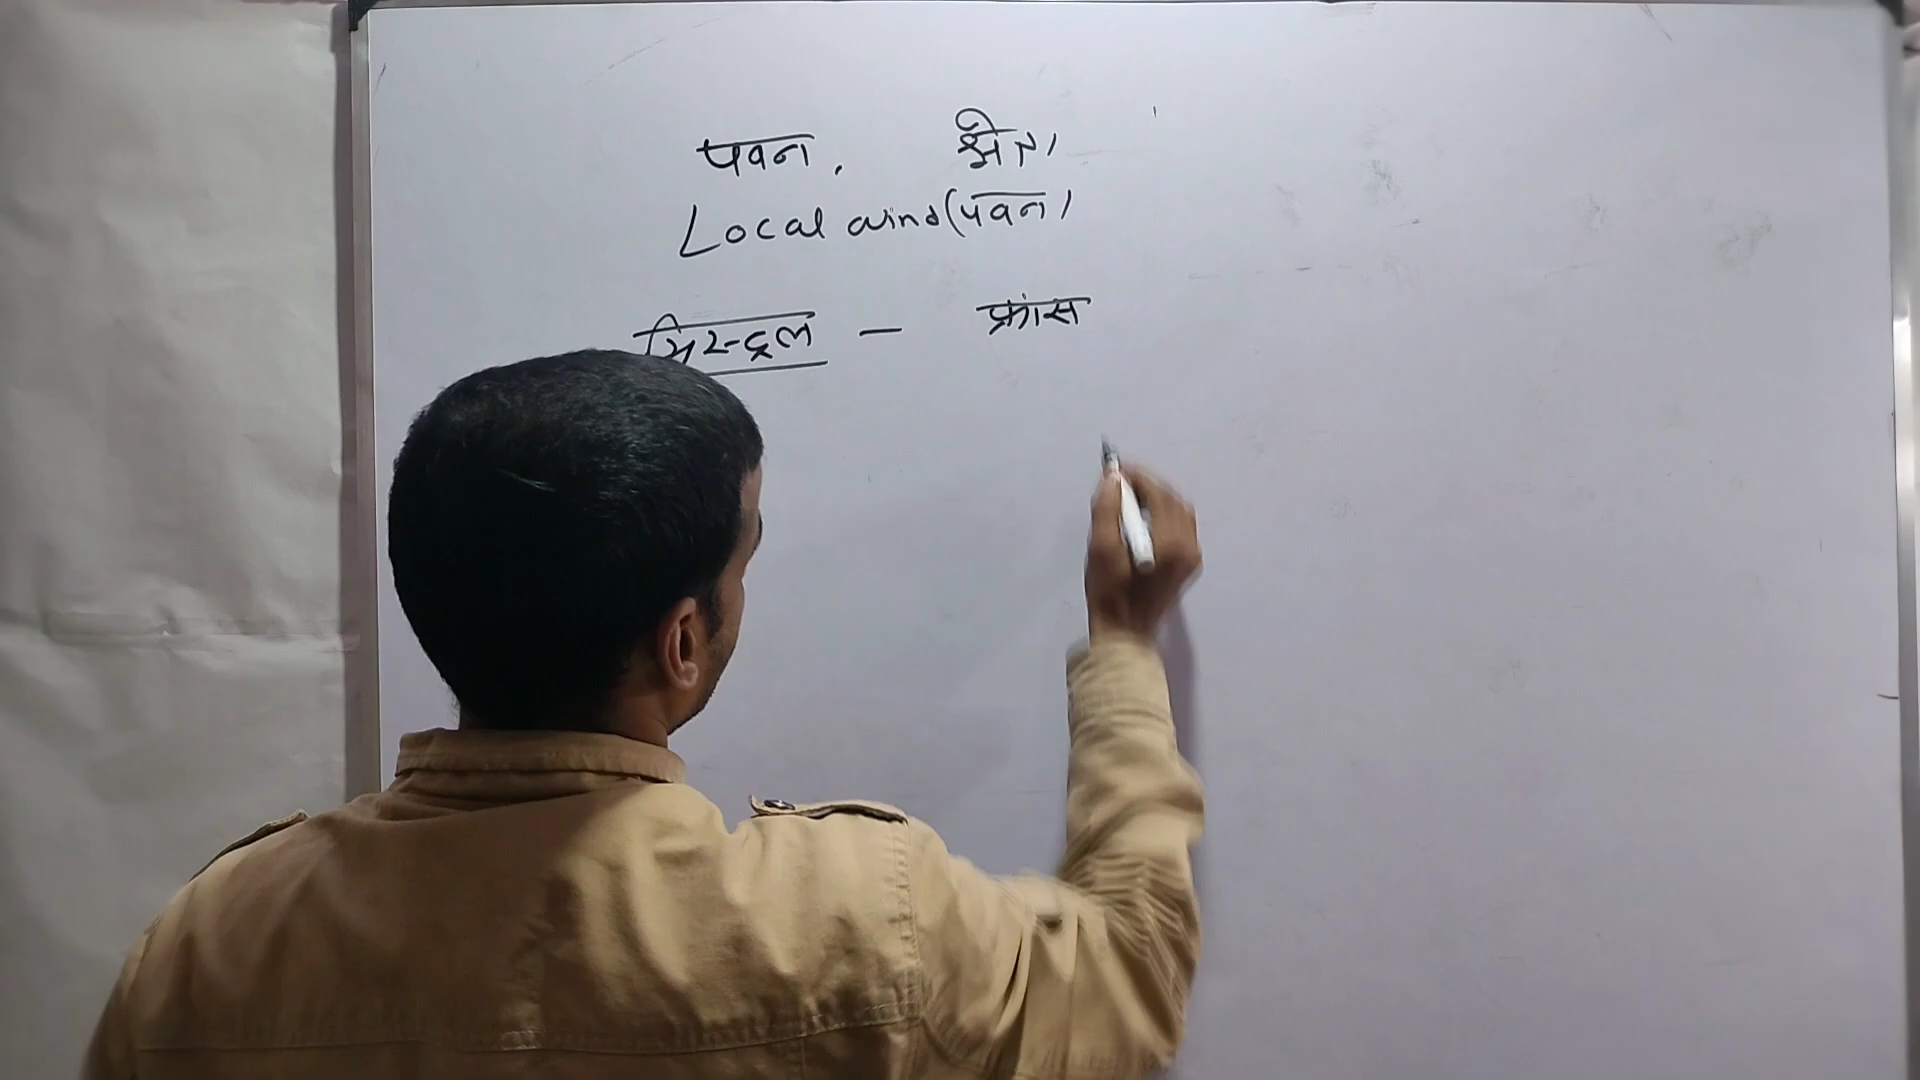 पवन, क्षेत्र।
Local wind (पवन)
मिस्ट्रल — फ्रांस